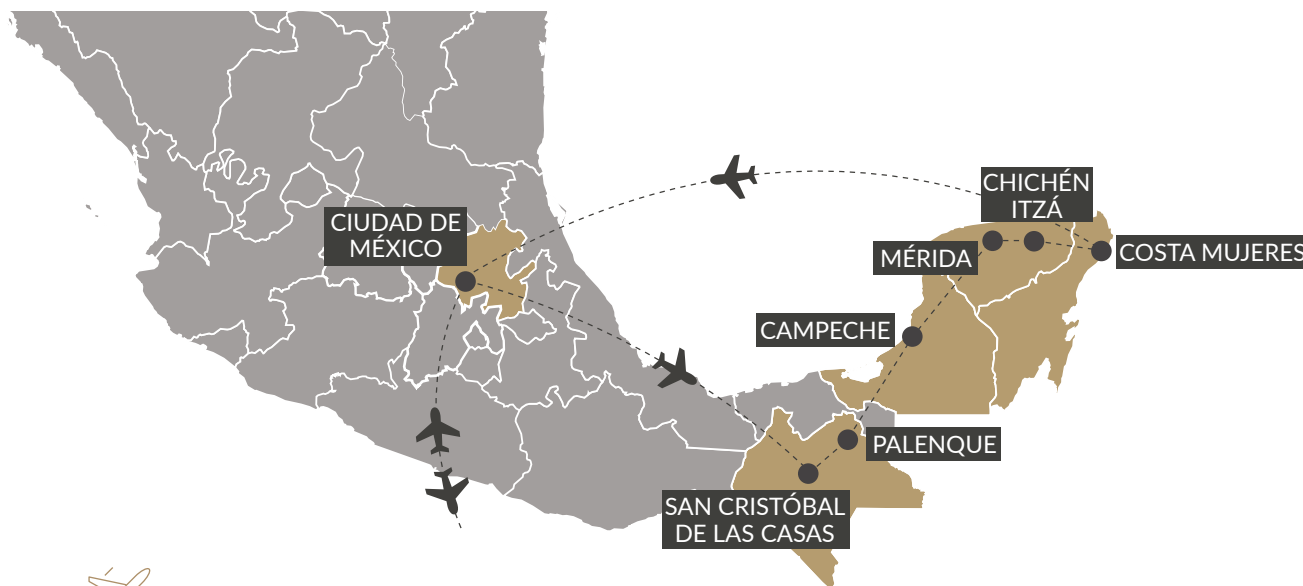 CHICHÉN
ITZÁ
CIUDAD DE
MÉXICO
MÉRIDA
COSTA MUJERES
CAMPECHE
PALENQUE
SAN CRISTÓBAL
DE LAS CASAS